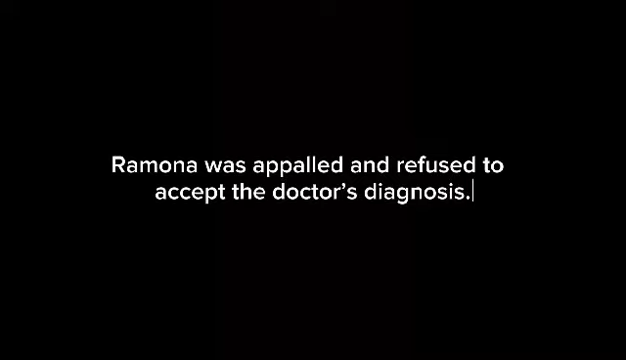 Ramona was appalled and refused to
accept the doctor’s diagnosis.